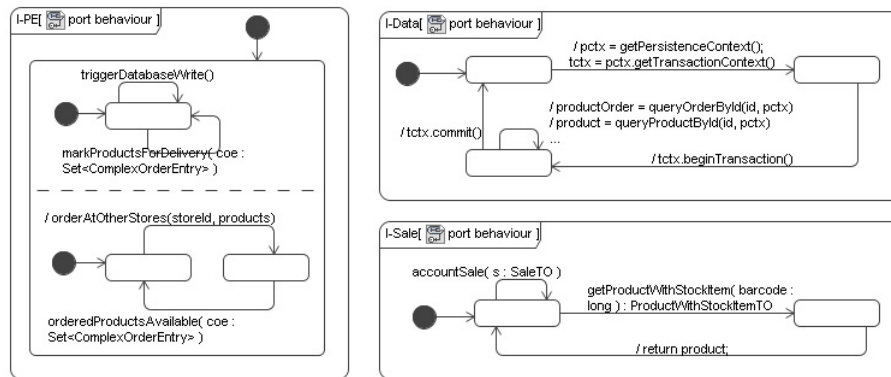 I-PE[ port behaviour ]
triggerDatabaseWrite()
markProductsForDelivery( coe :
Set<ComplexOrderEntry> )
/ orderAtOtherStores(storeId, products)
orderedProductsAvailable( coe :
Set<ComplexOrderEntry> )
I-Data[ port behaviour ]
/ pctx = getPersistenceContext();
tctx = pctx.getTransactionContext()
/ productOrder = queryOrderById(id, pctx)
/ product = queryProductById(id, pctx)
...
/ tctx.commit()
/ tctx.beginTransaction()
I-Sale[ port behaviour ]
accountSale( s : SaleTO )
getProductWithStockItem( barcode :
long ) : ProductWithStockItemTO
/ return product;